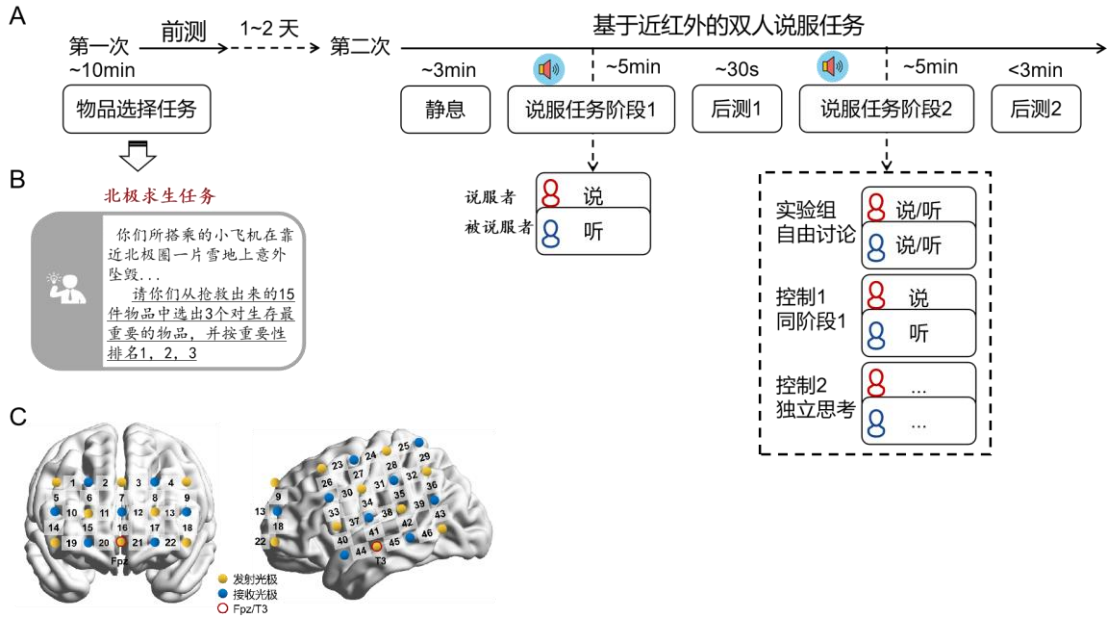 A
第一次
前测
1~2 天
第二次
基于近红外的双人说服任务
~10min
~3min
~5min
~30s
~5min
<3min
物品选择任务
静息
说服任务阶段1
后测1
说服任务阶段2
后测2
B
北极求生任务
你们所搭乘的小飞机在靠
近北极圈一片雪地上意外
坠毁...
请你们从抢救出来的15
件物品中选出3个对生存最
重要的物品，并按重要性
排名1，2，3
说服者
说
被说服者
听
实验组
自由讨论
说/听
说/听
控制1
同阶段1
说
听
控制2
独立思考
...
...
C
1 2 3 4
5 6 7 8 9
10 11 12 13
14 15 16 17 18
19 20 21 22
Fpz
23 24 25
26 27 28 29
9 30 31 32
13 33 34 35 36
18 37 38 39
22 40 41 42 43
44 45 46
T3
发射光极
接收光极
Fpz/T3